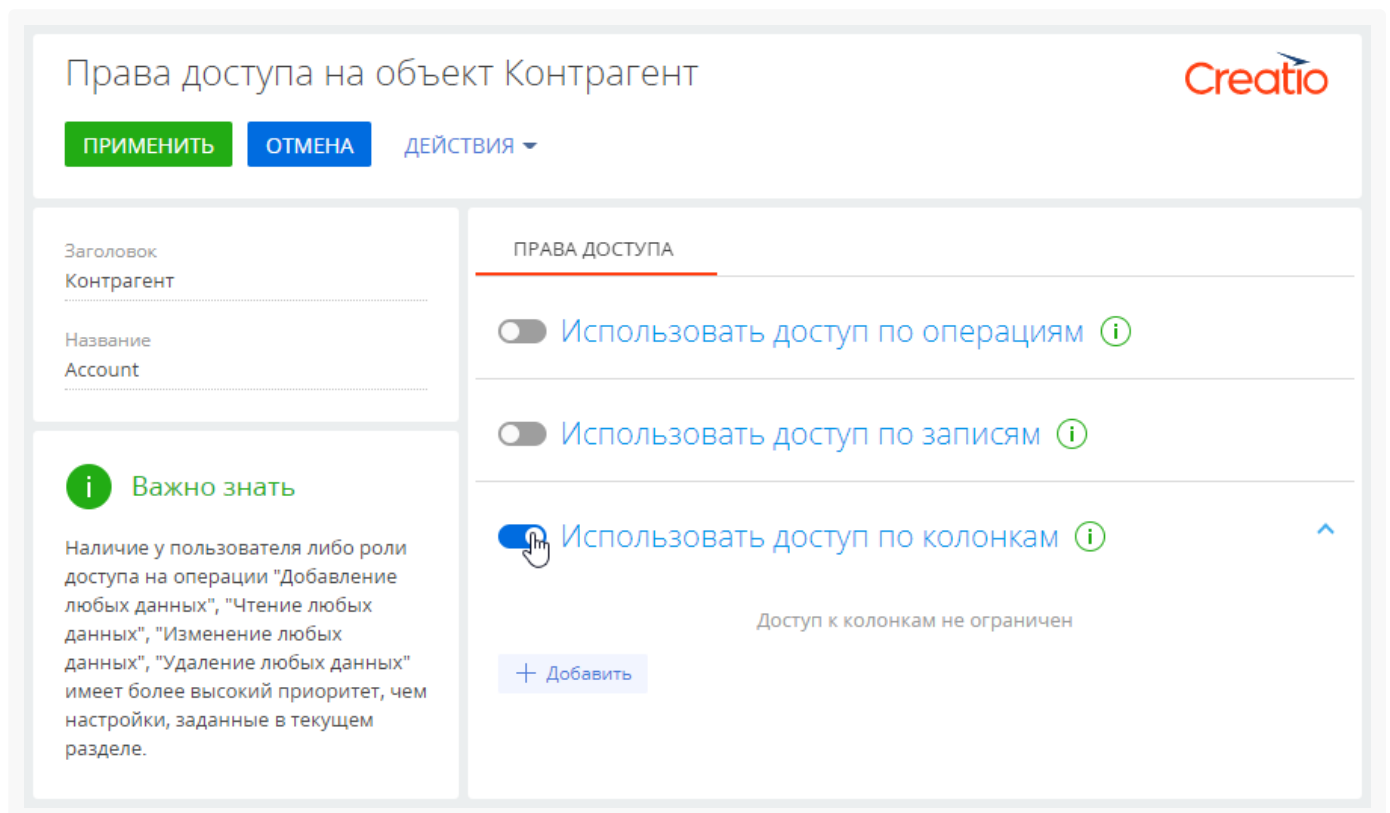 Права доступа на объект Контрагент
Creatio
ПРИМЕНИТЬ
ОТМЕНА
ДЕЙСТВИЯ
Заголовок
Контрагент
Название
Account
i
Важно знать
Наличие у пользователя либо роли
доступа на операции "Добавление
любых данных", "Чтение любых
данных", "Изменение любых
данных", "Удаление любых данных"
имеет более высокий приоритет, чем
настройки, заданные в текущем
разделе.
ПРАВА ДОСТУПА
Использовать доступ по операциям i
Использовать доступ по записям i
Использовать доступ по колонкам i
Доступ к колонкам не ограничен
+ Добавить